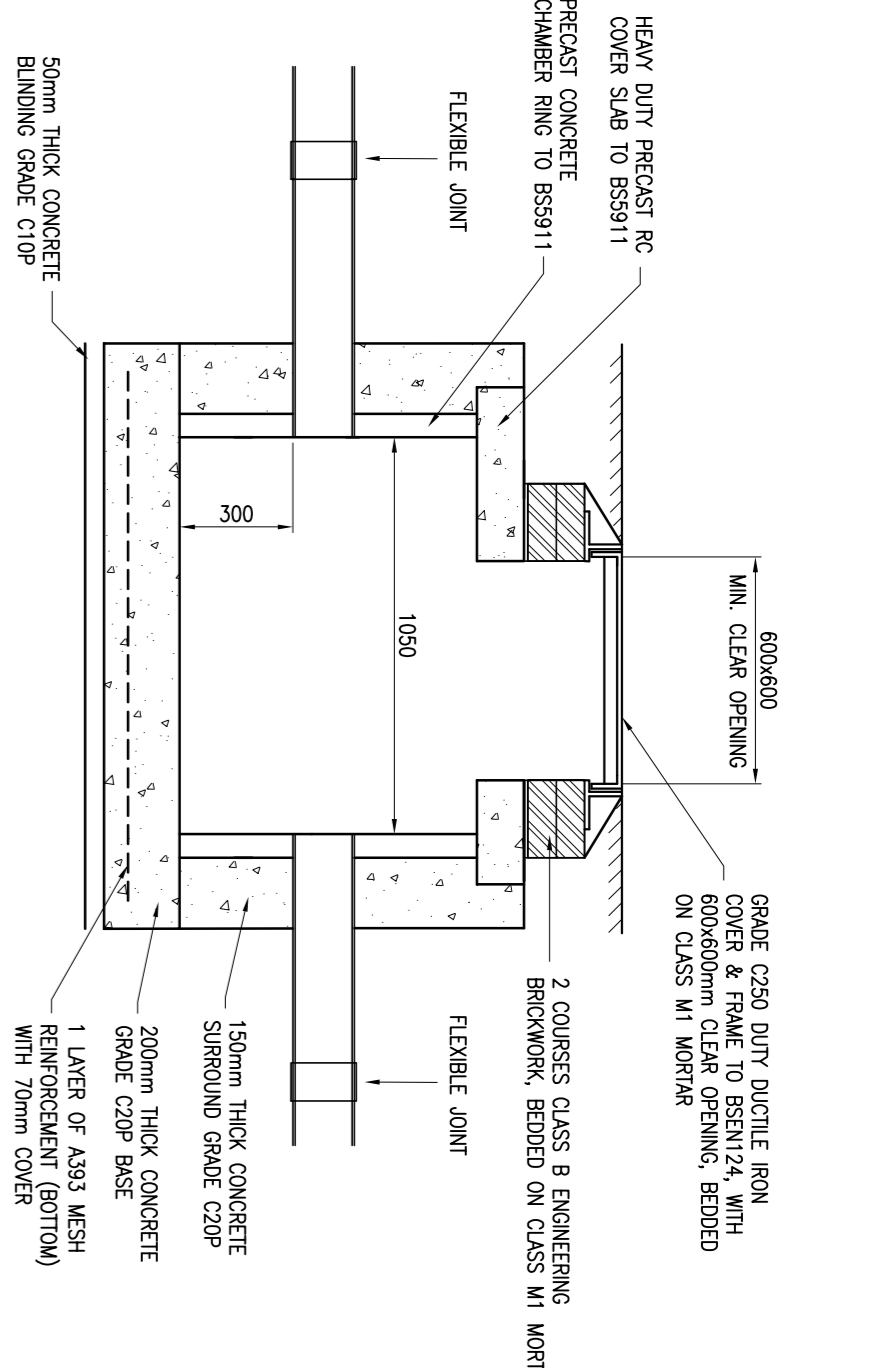 600x600
MIN. CLEAR OPENING
GRADE C250 DUTY DUCTILE IRON
COVER & FRAME TO BSEN124, WITH
600x600mm CLEAR OPENING, BEDDED
ON CLASS M1 MORTAR
HEAVY DUTY PRECAST RC
COVER SLAB TO BS5911
PRECAST CONCRETE
CHAMBER RING TO BS5911
2 COURSES CLASS B ENGINEERING
BRICKWORK, BEDDED ON CLASS M1 MORT
FLEXIBLE JOINT
FLEXIBLE JOINT
1050
300
150mm THICK CONCRETE
SURROUND GRADE C20P
200mm THICK CONCRETE
GRADE C20P BASE
1 LAYER OF A393 MESH
REINFORCEMENT (BOTTOM)
WITH 70mm COVER
50mm THICK CONCRETE
BLINDING GRADE C10P